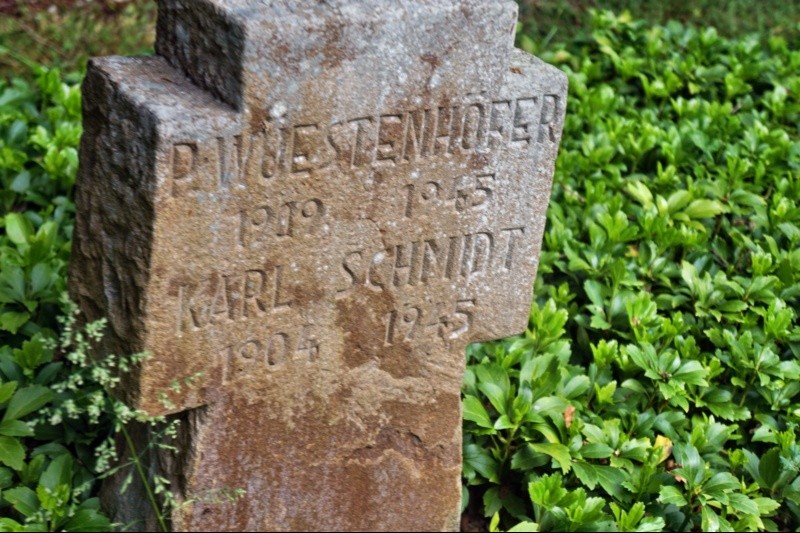 P. WUESTENHÖFER
1919 1945
KARL SCHMIDT
1904 1945